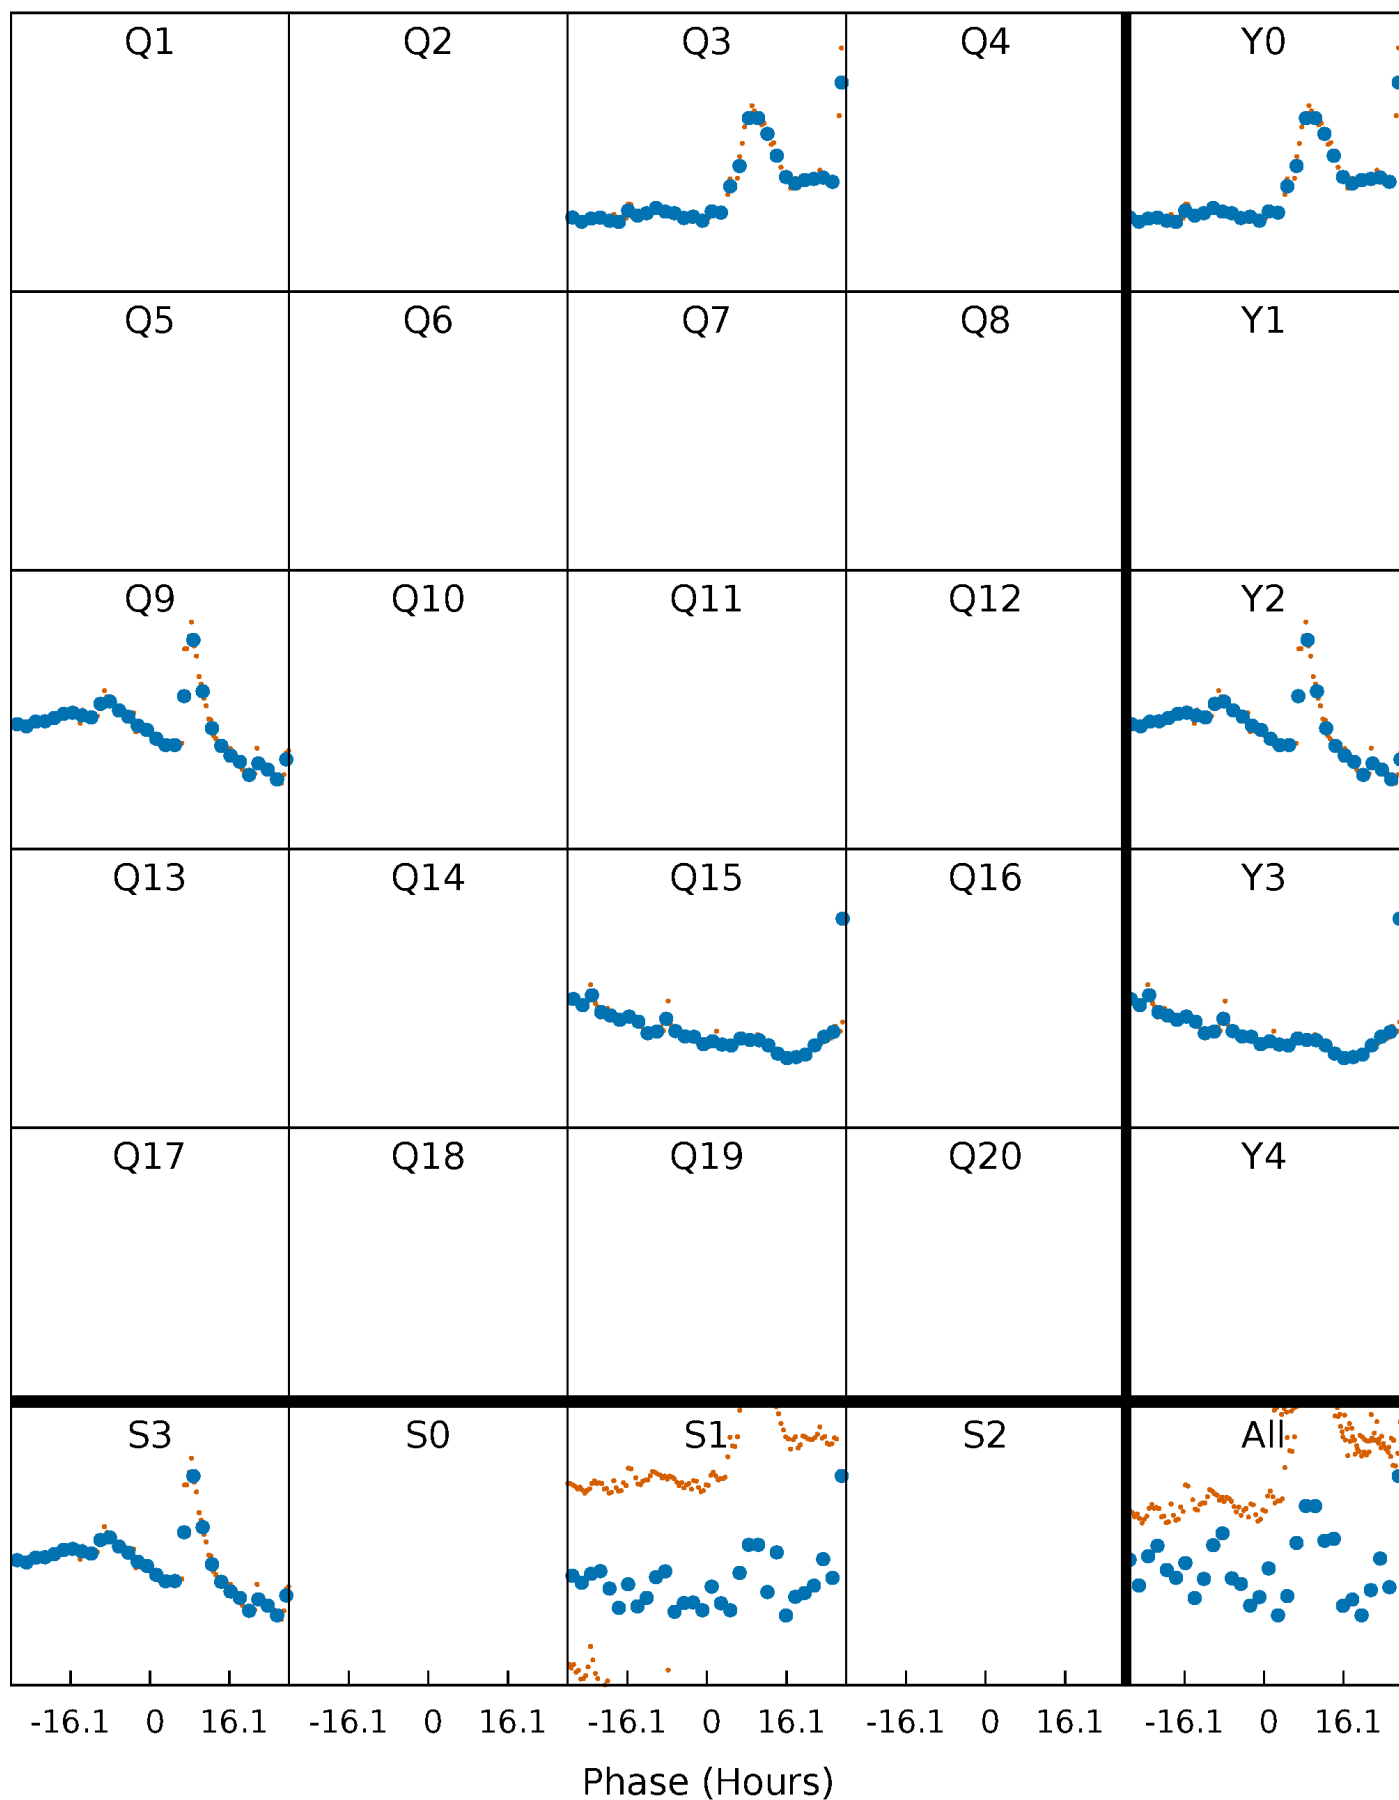 Q1 Q2 Q3 Q4 Y0
Q5 Q6 Q7 Q8 Y1
Q9 Q10 Q11 Q12 Y2
Q13 Q14 Q15 Q16 Y3
Q17 Q18 Q19 Q20 Y4
S3 S0 S1 S2 All
-16.1 0 16.1 -16.1 0 16.1 -16.1 0 16.1 -16.1 0 16.1 -16.1 0 16.1
Phase (Hours)